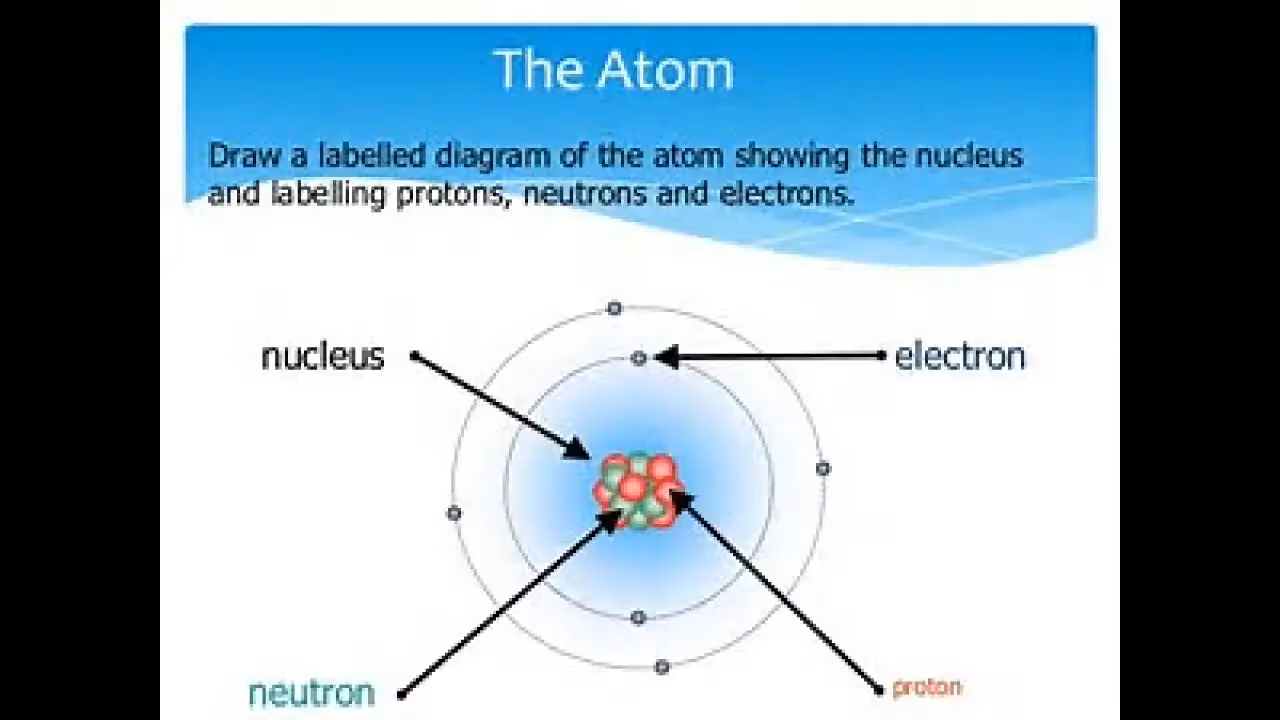 The Atom
Draw a labelled diagram of the atom showing the nucleus
and labelling protons, neutrons and electrons.
nucleus
electron
neutron
proton